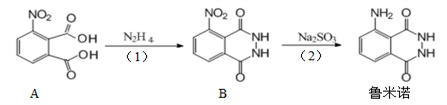 NO₂ O OH OH O
N₂H₄
(1)
NO₂ O NH NH O
Na₂SO₃
(2)
NH₂ O NH NH O
A B 鲁米诺